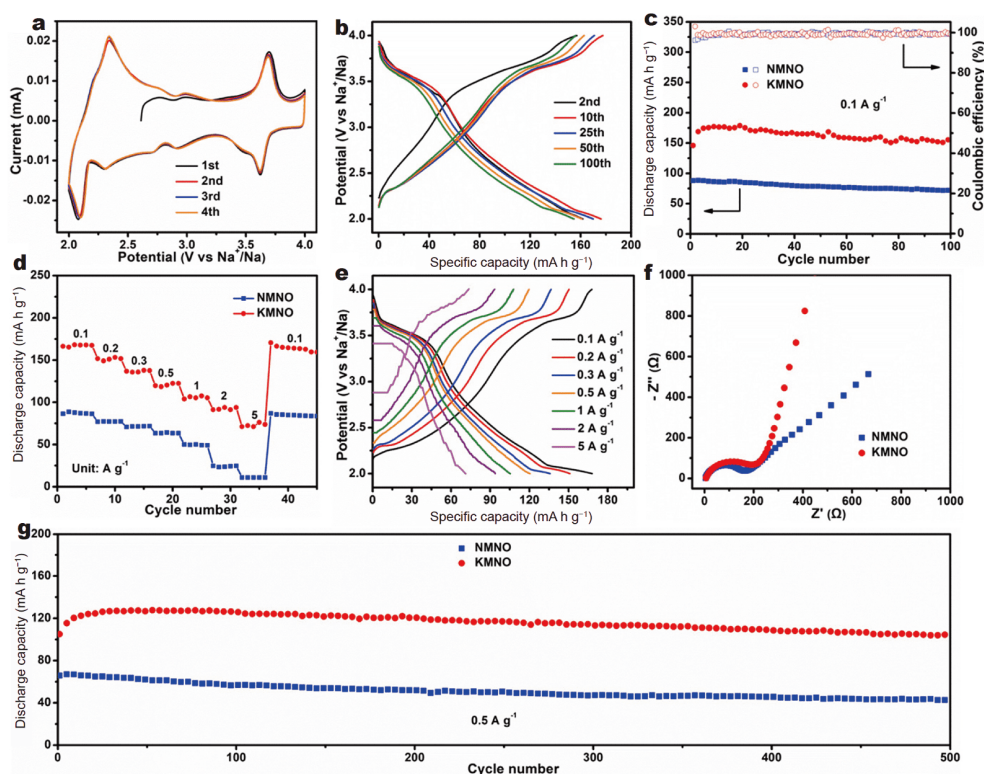 a
Current (mA)
0.02
0.01
0.00
-0.01
-0.02
1st
2nd
3rd
4th
2.0 2.5 3.0 3.5 4.0
Potential (V vs Na⁺/Na)
b
Potential (V vs Na⁺/Na)
4.0
3.5
3.0
2.5
2.0
2nd
10th
25th
50th
100th
0 40 80 120 160 200
Specific capacity (mA h g⁻¹)
c
Discharge capacity (mA h g⁻¹)
350
300
250
200
150
100
50
0
NMNO
KMNO
0.1 A g⁻¹
100
80
60
40
20
0
Coulombic efficiency (%)
0 20 40 60 80 100
Cycle number
d
Discharge capacity (mA h g⁻¹)
250
200
150
100
50
0
NMNO
KMNO
0.1
0.2
0.3
0.5
1
2
5
0.1
Unit: A g⁻¹
0 10 20 30 40
Cycle number
e
Potential (V vs Na⁺/Na)
4.0
3.5
3.0
2.5
2.0
0.1 A g⁻¹
0.2 A g⁻¹
0.3 A g⁻¹
0.5 A g⁻¹
1 A g⁻¹
2 A g⁻¹
5 A g⁻¹
0 30 60 90 120 150 180
Specific capacity (mA h g⁻¹)
f
- Z'' (Ω)
1000
800
600
400
200
0
NMNO
KMNO
0 200 400 600 800 1000
Z' (Ω)
g
Discharge capacity (mA h g⁻¹)
200
160
120
80
40
0
NMNO
KMNO
0.5 A g⁻¹
0 100 200 300 400 500
Cycle number